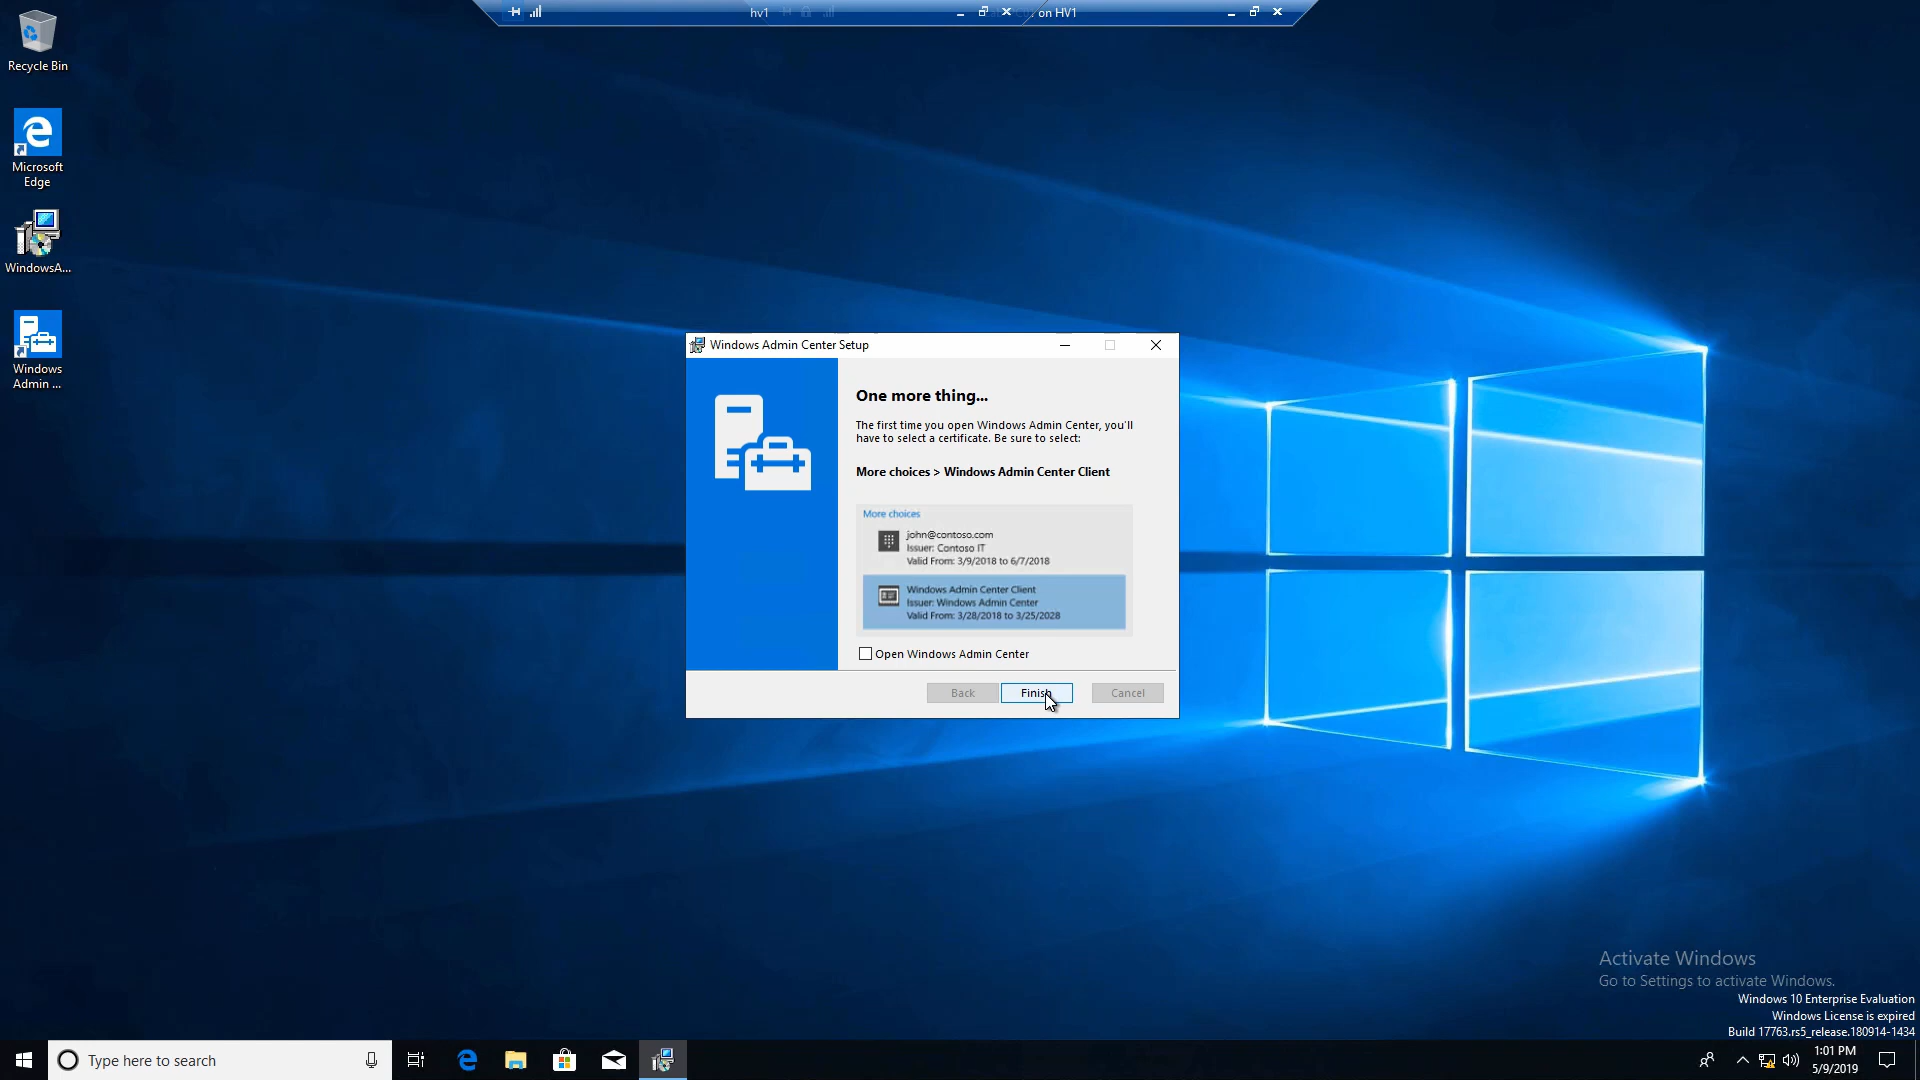 hv1
on HV1
Recycle Bin
Microsoft
Edge
WindowsA...
Windows
Admin ...
Windows Admin Center Setup
One more thing...
The first time you open Windows Admin Center, you'll
have to select a certificate. Be sure to select:
More choices > Windows Admin Center Client
More choices
john@contoso.com
Issuer: Contoso IT
Valid From: 3/9/2018 to 6/7/2018
Windows Admin Center Client
Issuer: Windows Admin Center
Valid From: 3/28/2018 to 3/25/2028
Open Windows Admin Center
Back
Finish
Cancel
Activate Windows
Go to Settings to activate Windows.
Windows 10 Enterprise Evaluation
Windows License is expired
Build 17763.rs5_release.180914-1434
Type here to search
1:01 PM
5/9/2019